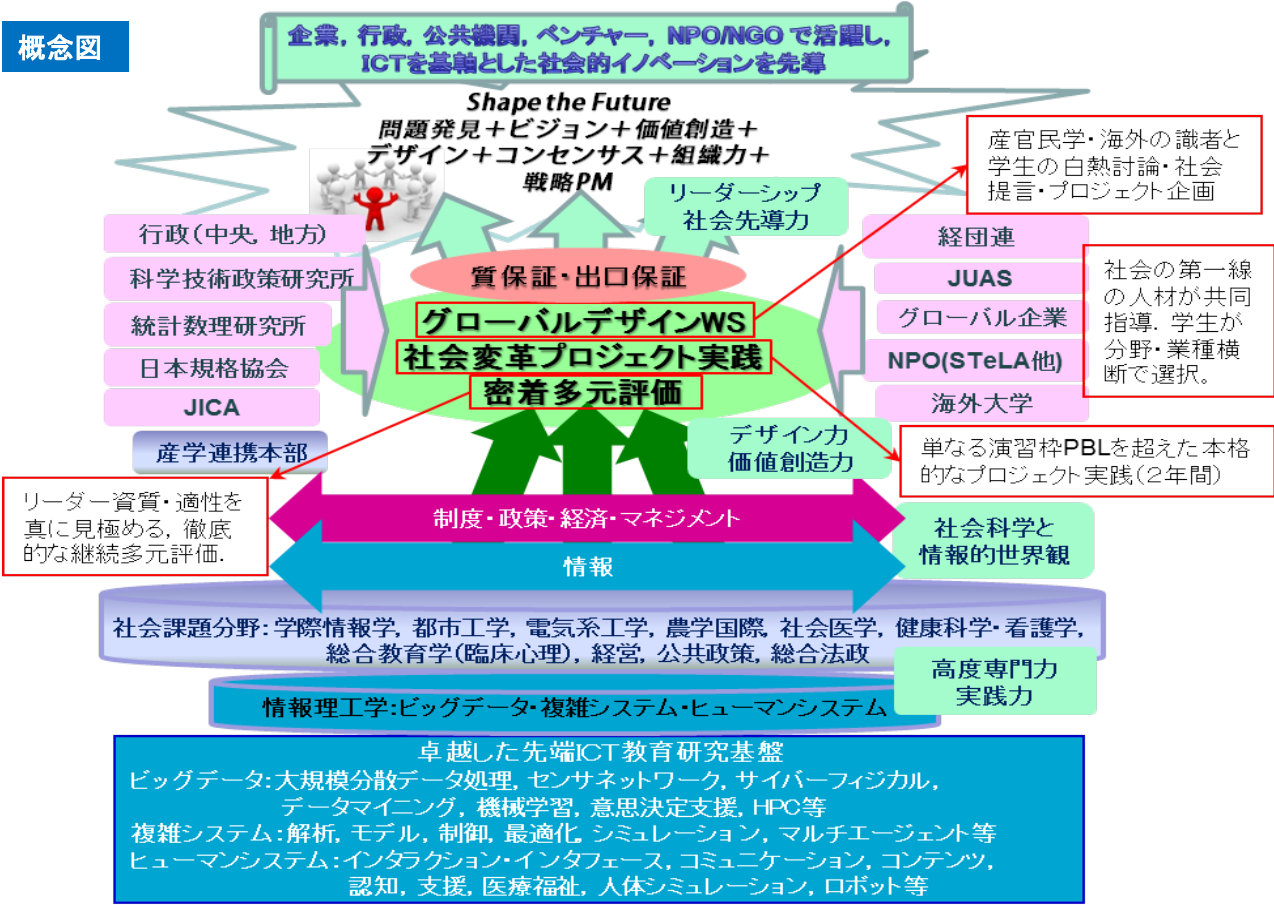 概念図
企業, 行政, 公共機関, ベンチャー, NPO/NGO で活躍し,
ICTを基軸とした社会的イノベーションを先導
Shape the Future
問題発見+ビジョン+価値創造+
デザイン+コンセンサス+組織力+
戦略PM
産官民学・海外の識者と
学生の白熱討論・社会
提言・プロジェクト企画
リーダーシップ
社会先導力
行政(中央, 地方)
科学技術政策研究所
統計数理研究所
日本規格協会
JICA
産学連携本部
質保証・出口保証
グローバルデザインWS
社会変革プロジェクト実践
密着多元評価
経団連
JUAS
グローバル企業
NPO(STeLA他)
海外大学
社会の第一線
の人材が共同
指導. 学生が
分野・業種横
断で選択。
デザイン力
価値創造力
単なる演習枠PBLを超えた本格
的なプロジェクト実践(2年間)
リーダー資質・適性を
真に見極める, 徹底
的な継続多元評価.
制度・政策・経済・マネジメント
情報
社会科学と
情報的世界観
社会課題分野: 学際情報学, 都市工学, 電気系工学, 農学国際, 社会医学, 健康科学・看護学,
総合教育学(臨床心理), 経営, 公共政策, 総合法政
高度専門力
実践力
情報理工学:ビッグデータ・複雑システム・ヒューマンシステム
卓越した先端ICT教育研究基盤
ビッグデータ: 大規模分散データ処理, センサネットワーク, サイバーフィジカル,
データマイニング, 機械学習, 意思決定支援, HPC等
複雑システム: 解析, モデル, 制御, 最適化, シミュレーション, マルチエージェント等
ヒューマンシステム: インタラクション・インタフェース, コミュニケーション, コンテンツ,
認知, 支援, 医療福祉, 人体シミュレーション, ロボット等